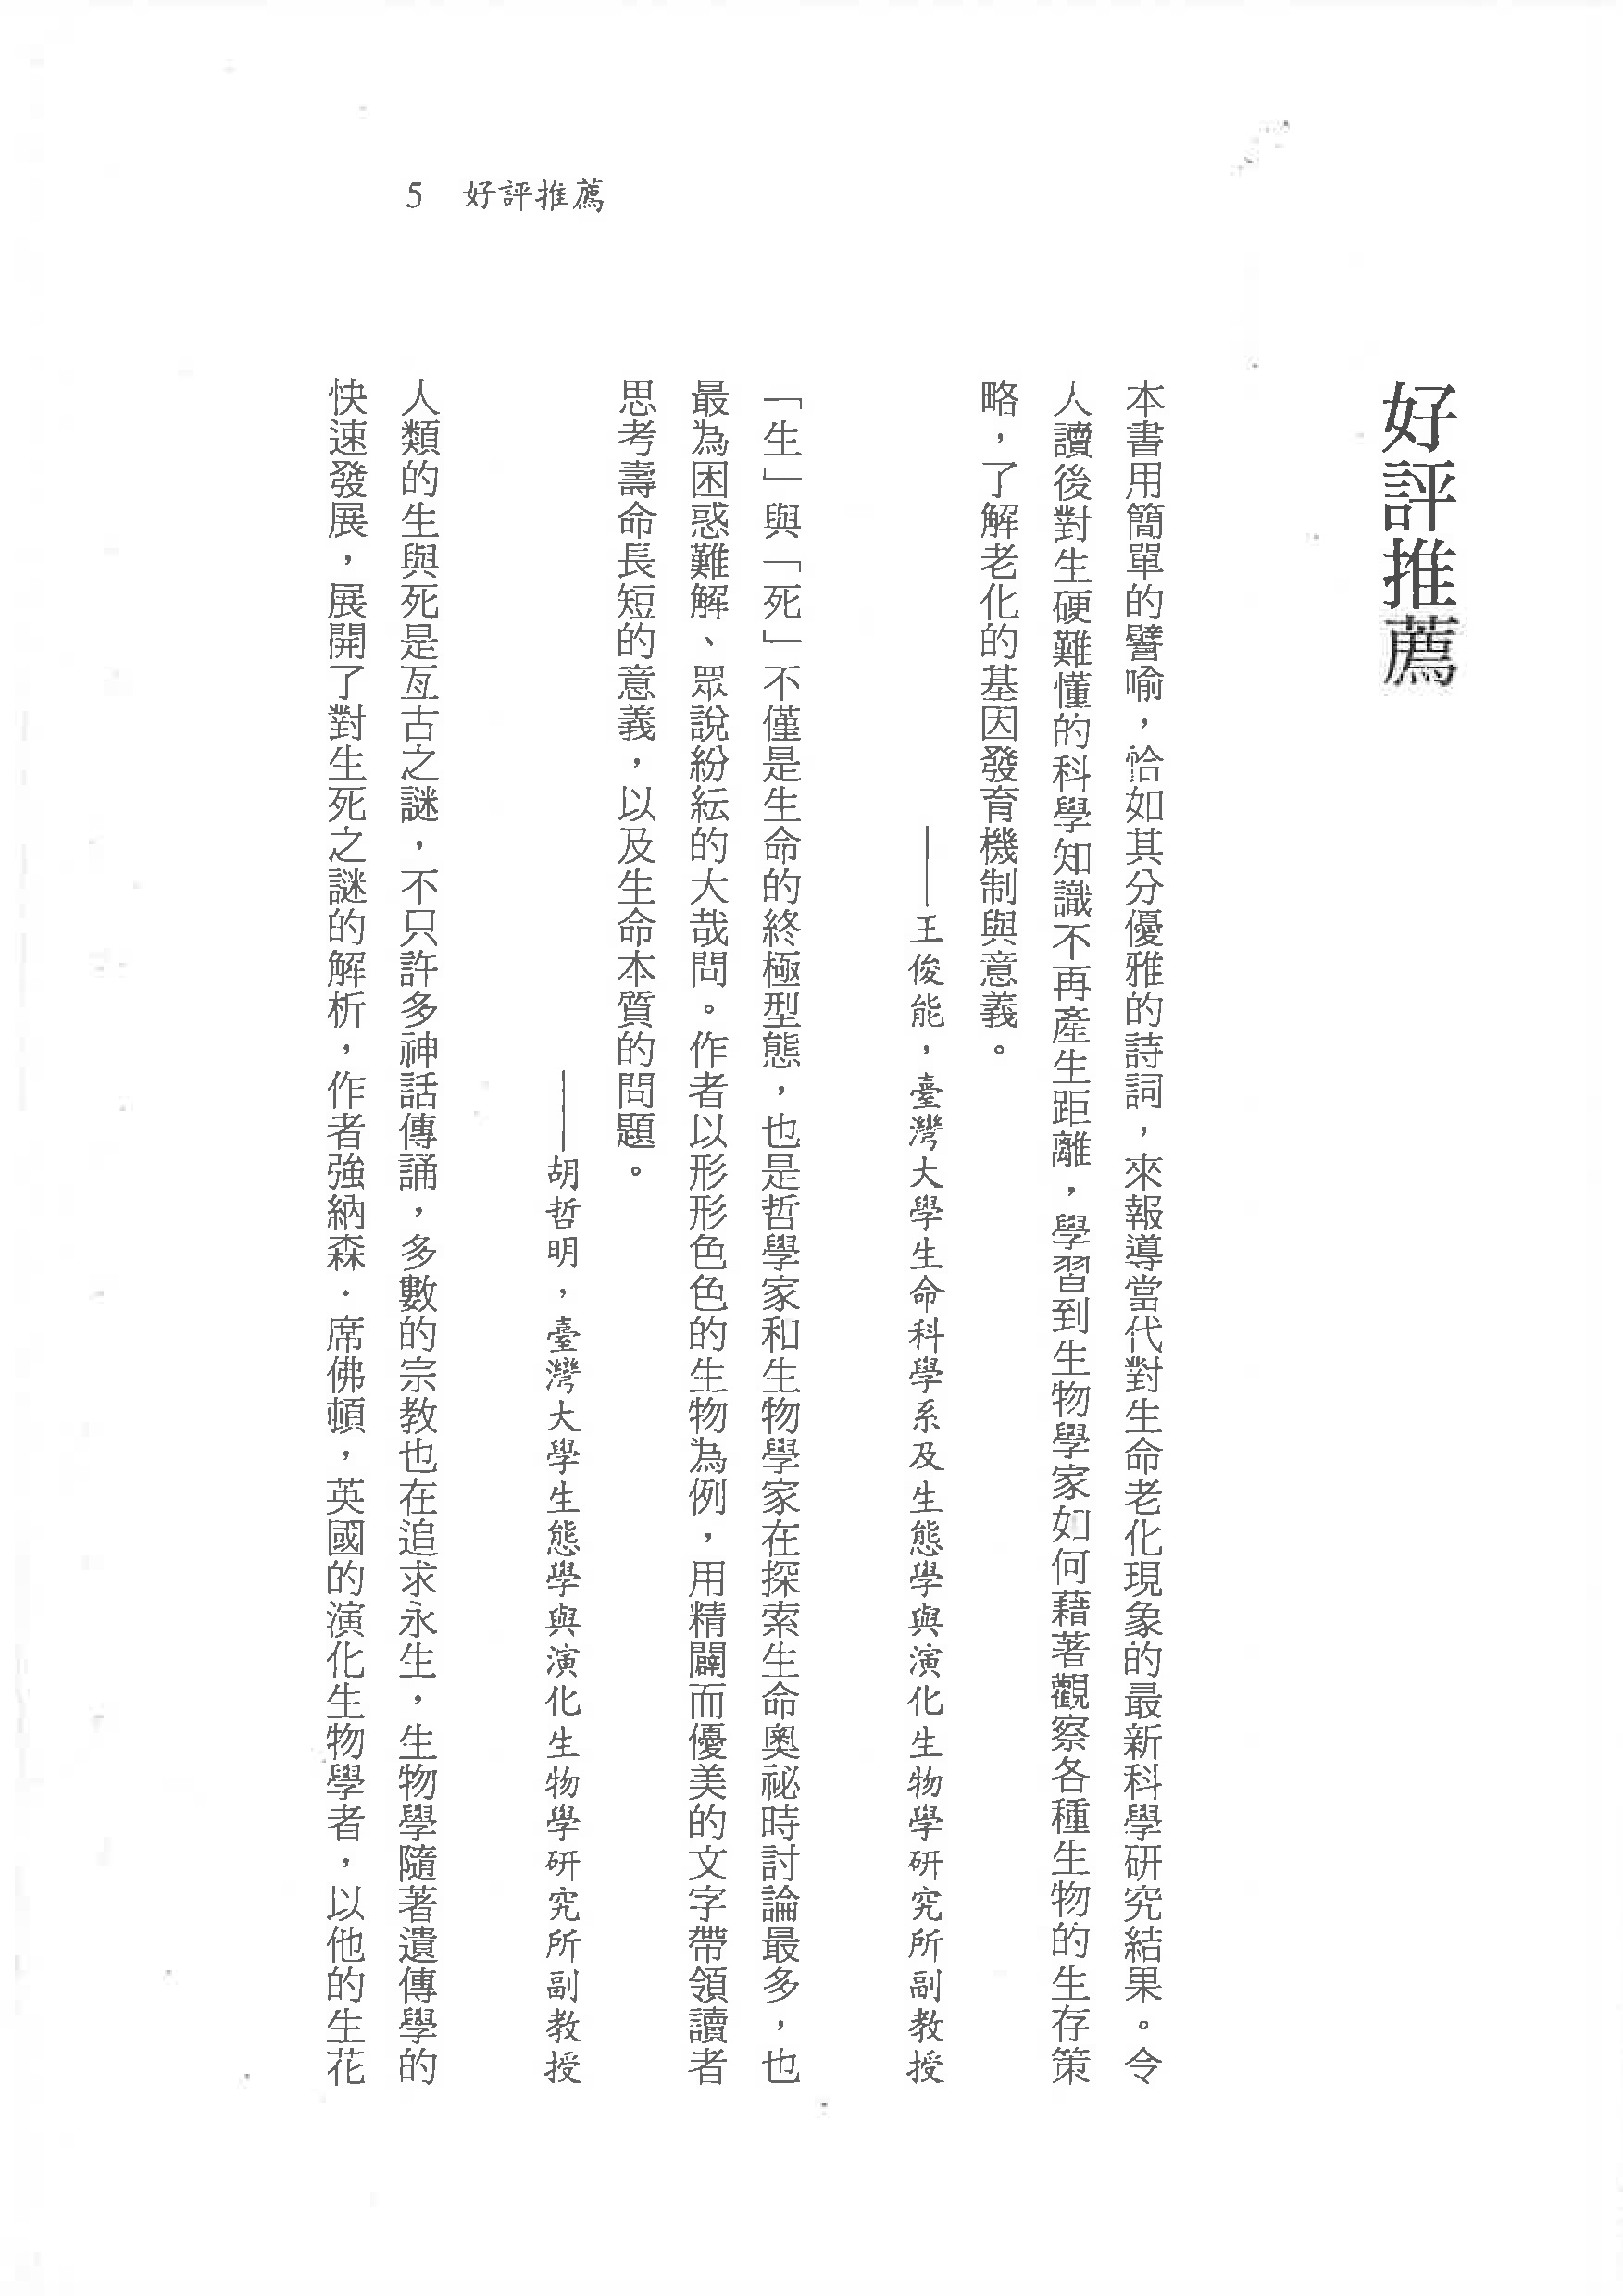 5 好評推薦
好評推薦
本書用簡單的譬喻，恰如其分優雅的詩詞，來報導當代對生命老化現象的最新科學研究結果。令
人讀後對生硬難懂的科學知識不再產生距離，學習到生物學家如何藉著觀察各種生物的生存策
略，了解老化的基因發育機制與意義。
——王俊能，臺灣大學生命科學系及生態學與演化生物學研究所副教授
「生」與「死」不僅是生命的終極型態，也是哲學家和生物學家在探索生命奧祕時討論最多，也
最為困惑難解、眾說紛紜的大哉問。作者以形形色色的生物為例，用精闢而優美的文字帶領讀者
思考壽命長短的意義，以及生命本質的問題。
——胡哲明，臺灣大學生態學與演化生物學研究所副教授
人類的生與死是亙古之謎，不只許多神話傳誦，多數的宗教也在追求永生，生物學隨著遺傳學的
快速發展，展開了對生死之謎的解析，作者強納森．席佛頓，英國的演化生物學者，以他的生花